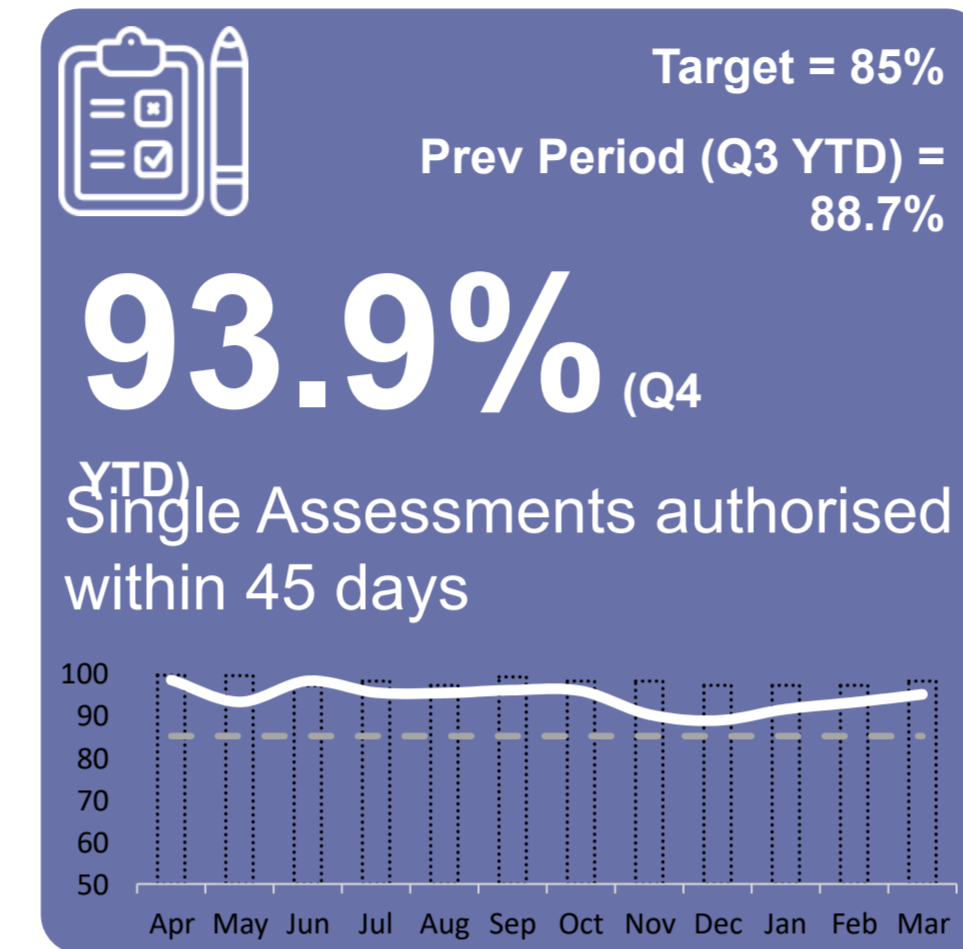 Target = 85%
Prev Period (Q3 YTD) =
88.7%
93.9% (Q4
YTD)
Single Assessments authorised
within 45 days
100
90
80
70
60
50
Apr May Jun Jul Aug Sep Oct Nov Dec Jan Feb Mar